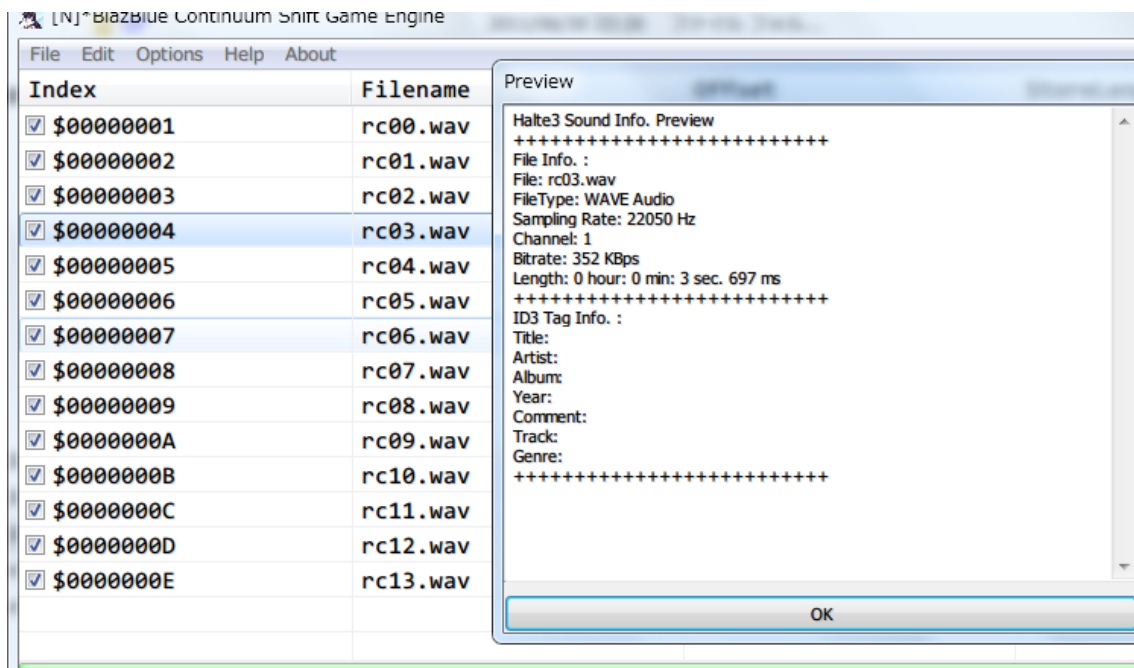 [N]*BlazBlue Continuum Shift Game Engine
File Edit Options Help About
Index Filename
$00000001 rc00.wav
$00000002 rc01.wav
$00000003 rc02.wav
$00000004 rc03.wav
$00000005 rc04.wav
$00000006 rc05.wav
$00000007 rc06.wav
$00000008 rc07.wav
$00000009 rc08.wav
$0000000A rc09.wav
$0000000B rc10.wav
$0000000C rc11.wav
$0000000D rc12.wav
$0000000E rc13.wav
Preview
Halte3 Sound Info. Preview
++++++++++++++++++++++++++
File Info. :
File: rc03.wav
FileType: WAVE Audio
Sampling Rate: 22050 Hz
Channel: 1
Bitrate: 352 KBps
Length: 0 hour: 0 min: 3 sec. 697 ms
++++++++++++++++++++++++++
ID3 Tag Info. :
Title:
Artist:
Album:
Year:
Comment:
Track:
Genre:
++++++++++++++++++++++++++
OK